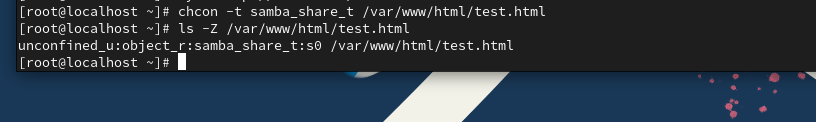 [root@localhost ~]# chcon -t samba_share_t /var/www/html/test.html
[root@localhost ~]# ls -Z /var/www/html/test.html
unconfined_u:object_r:samba_share_t:s0 /var/www/html/test.html
[root@localhost ~]#